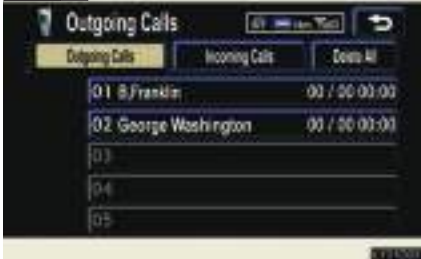 Outgoing Calls
Outgoing Calls Incoming Calls Delete All
01 B,Franklin 00 / 00 00:00
02 George Washington 00 / 00 00:00
03
04
05